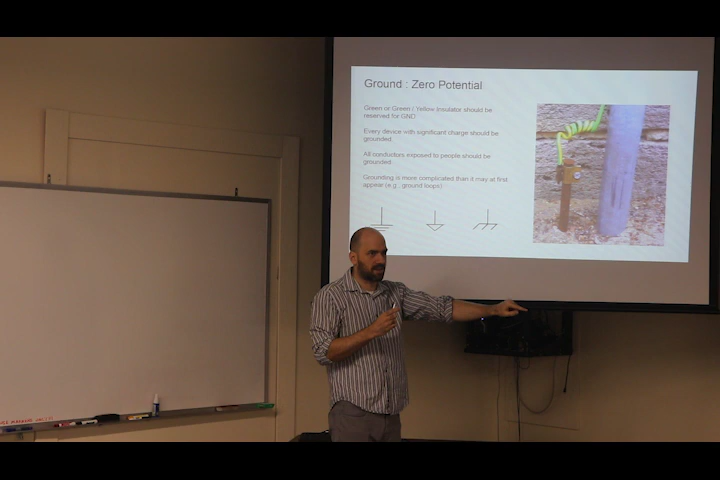 Ground : Zero Potential
Green or Green / Yellow Insulator should be
reserved for GND
Every device with significant charge should be
grounded.
All conductors exposed to people should be
grounded.
Grounding is more complicated than it may at first
appear (e.g., ground loops)